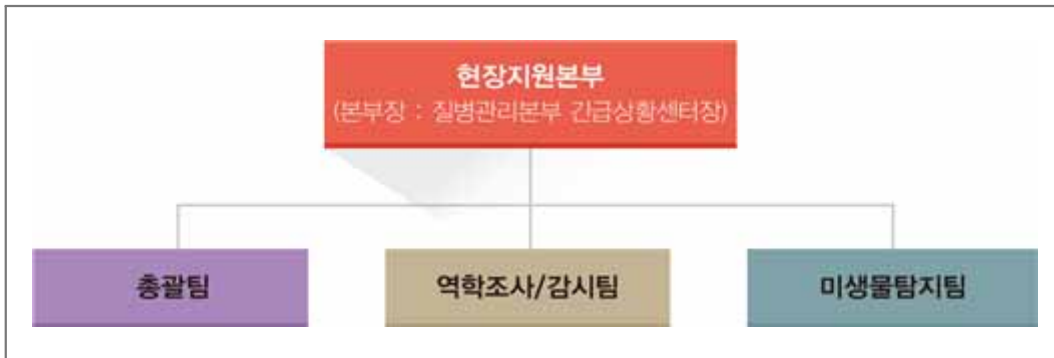 현장지원본부
(본부장 : 질병관리본부 긴급상황센터장)
총괄팀
역학조사/감시팀
미생물탐지팀